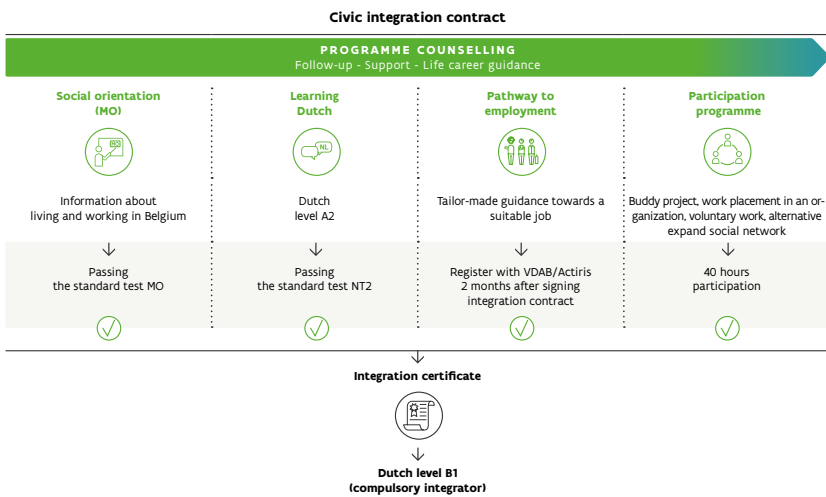 Civic integration contract
PROGRAMME COUNSELLING
Follow-up - Support - Life career guidance
Social orientation
(MO)
Information about
living and working in Belgium
Passing
the standard test MO
Learning
Dutch
NL
Dutch
level A2
Passing
the standard test NT2
Pathway to
employment
Tailor-made guidance towards a
suitable job
Register with VDAB/Actiris
2 months after signing
integration contract
Participation
programme
Buddy project, work placement in an or-
ganization, voluntary work, alternative
expand social network
40 hours
participation
Integration certificate
Dutch level B1
(compulsory integrator)